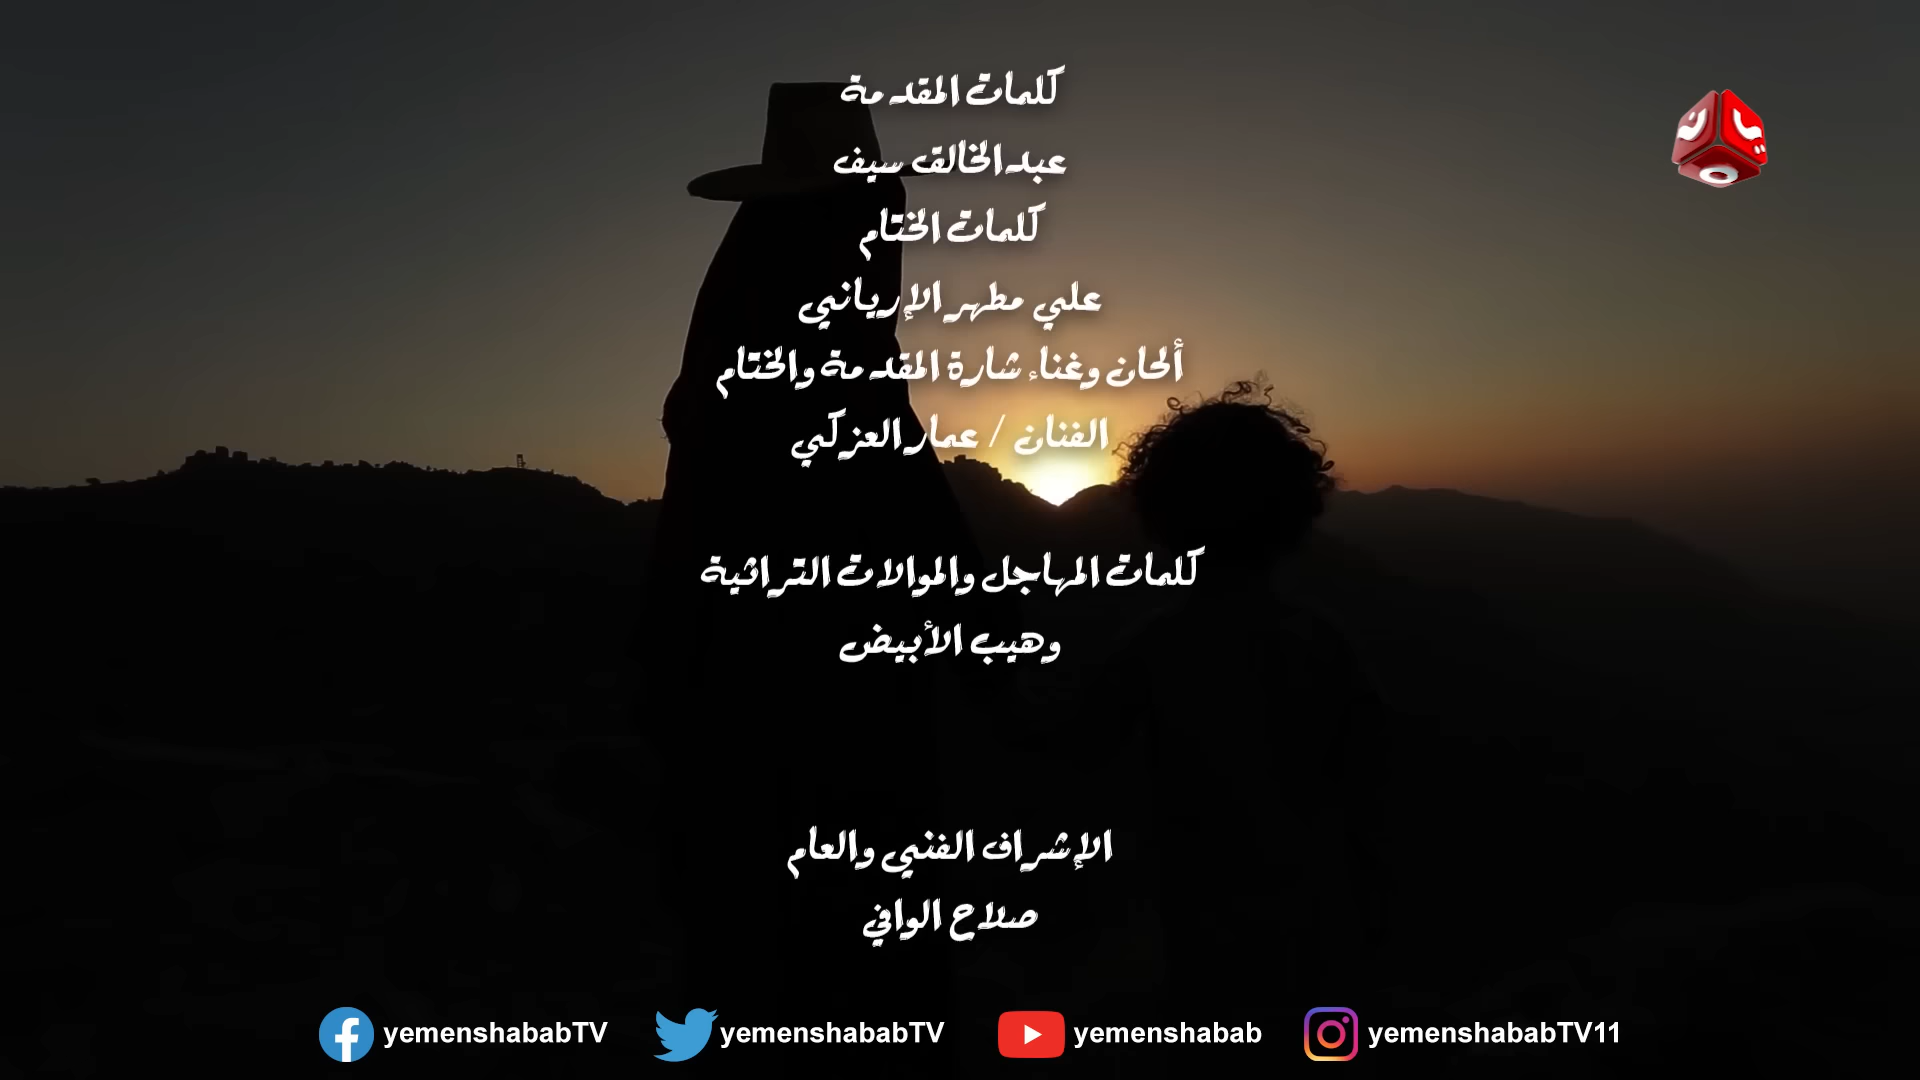 كلمات المقدمة
عبدالخالق سيف
كلمات الختام
علي مطهر الإرياني
ألحان وغناء شارة المقدمة والختام
الفنان / عمار العزكي
كلمات المهاجل والموالات التراثية
وهيب الأبيض
الإشراف الفني والعام
صلاح الوافي
yemenshababTV yemenshababTV yemenshabab yemenshababTV11